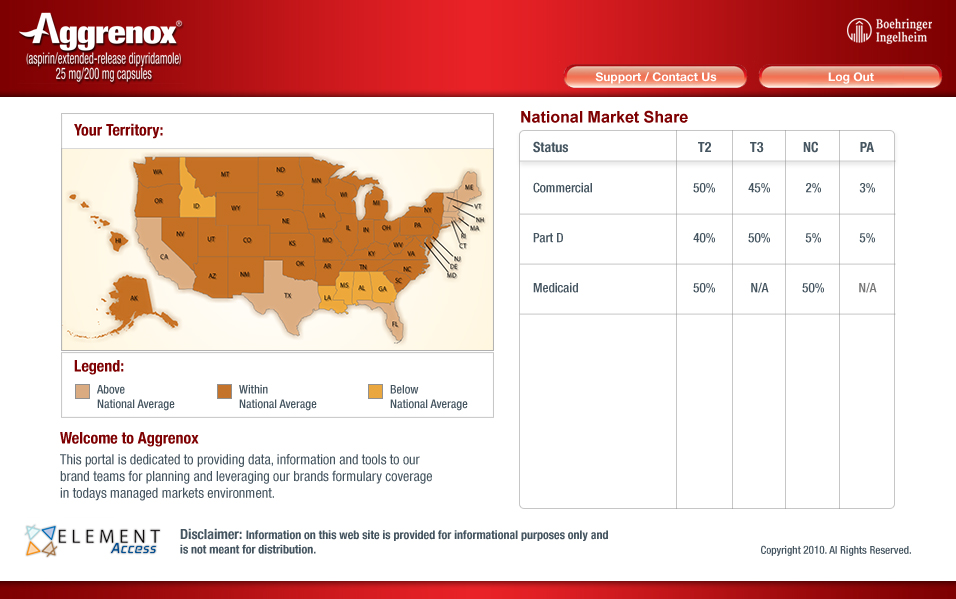 Aggrenox®
(aspirin/extended-release dipyridamole)
25 mg/200 mg capsules
Boehringer
Ingelheim
Support / Contact Us
Log Out
Your Territory:
WA
MT
ND
MN
ME
OR
ID
SD
WI
MI
VT
WY
NY
NH
IA
MA
NE
PA
RI
NV
UT
CO
IL
IN
OH
CT
HI
KS
MO
WV
CA
KY
VA
NJ
DE
MD
AZ
NM
OK
AR
TN
NC
SC
AK
TX
LA
MS
AL
GA
FL
Legend:
Above
National Average
Within
National Average
Below
National Average
Welcome to Aggrenox
This portal is dedicated to providing data, information and tools to our
brand teams for planning and leveraging our brands formulary coverage
in todays managed markets environment.
National Market Share
Status T2 T3 NC PA
Commercial 50% 45% 2% 3%
Part D 40% 50% 5% 5%
Medicaid 50% N/A 50% N/A
ELEMENT
Access
Disclaimer: Information on this web site is provided for informational purposes only and
is not meant for distribution.
Copyright 2010. Al Rights Reserved.